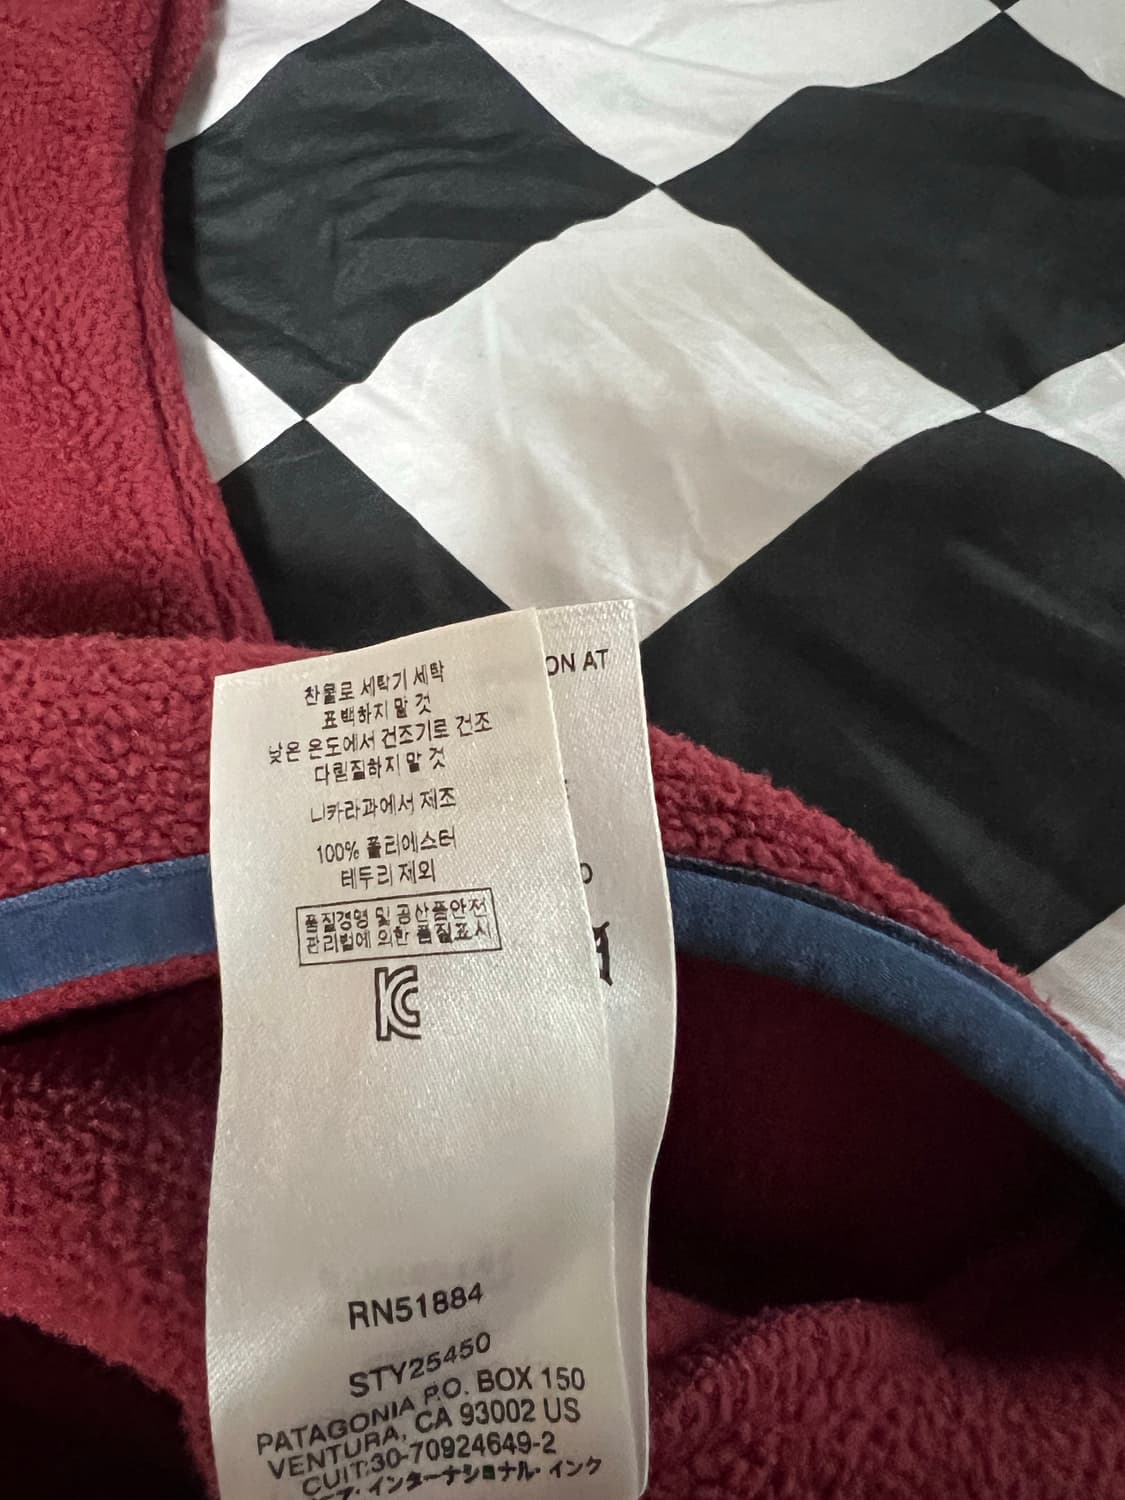 찬물로 세탁기 세탁
표백하지 말 것
낮은 온도에서 건조기로 건조
다림질하지 말 것
니카라과에서 제조
100% 폴리에스터
테두리 제외
품질경영 및 공산품안전
관리법에 의한 품질표시
KC
RN51884
STY25450
PATAGONIA P.O. BOX 150
VENTURA, CA 93002 US
CUIT:30-70924649-2
インターナショナル・インク
ON AT